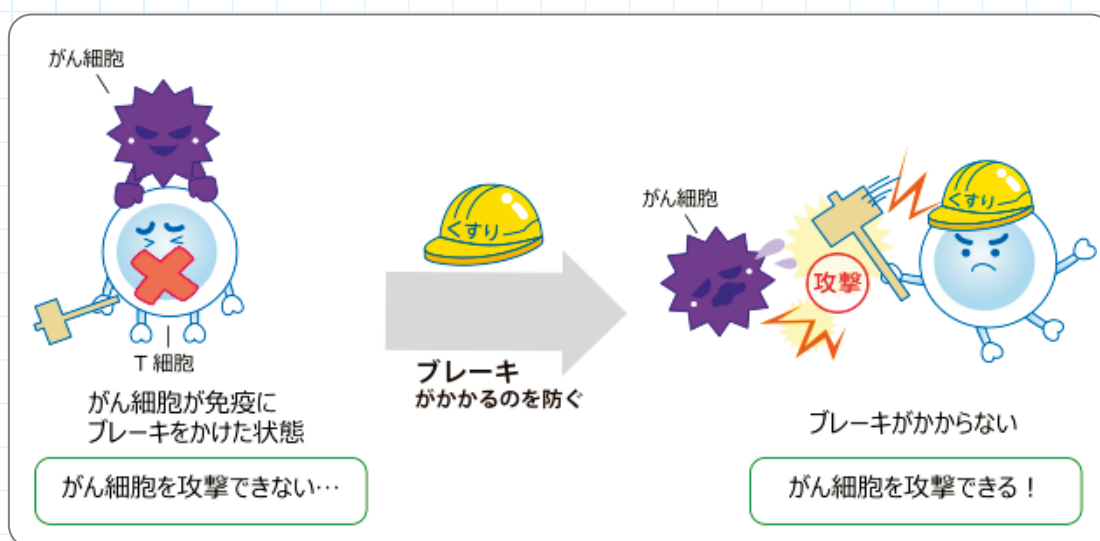 がん細胞
T 細胞
がん細胞が免疫に
ブレーキをかけた状態
がん細胞を攻撃できない…
くすり
ブレーキ
がかかるのを防ぐ
がん細胞
攻撃
くすり
ブレーキがかからない
がん細胞を攻撃できる！